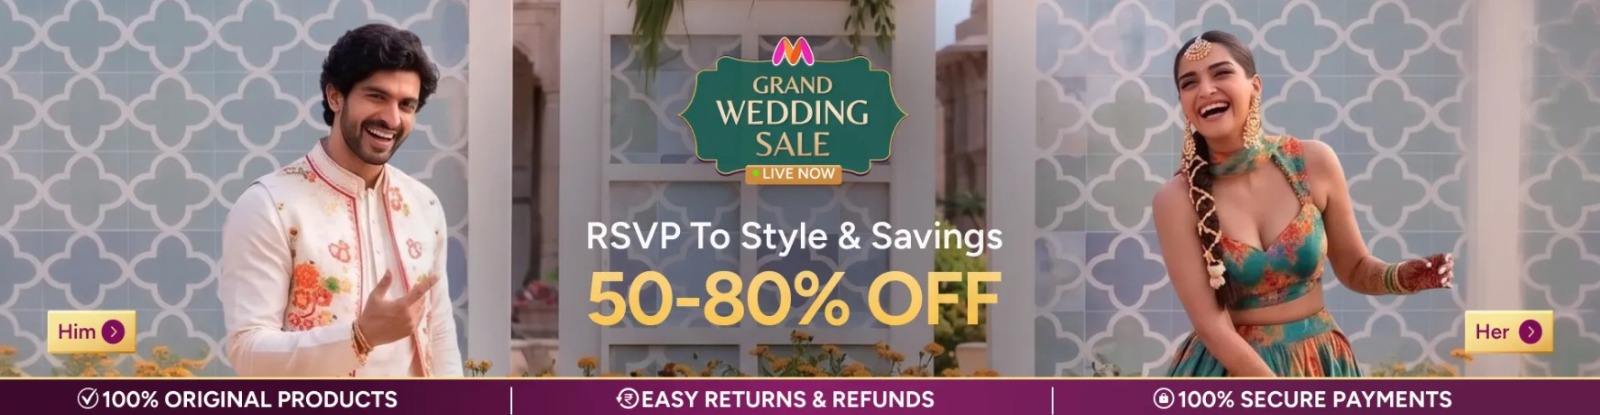 GRAND
WEDDING
SALE
LIVE NOW
RSVP To Style & Savings
50-80% OFF
Him
Her
100% ORIGINAL PRODUCTS
EASY RETURNS & REFUNDS
100% SECURE PAYMENTS